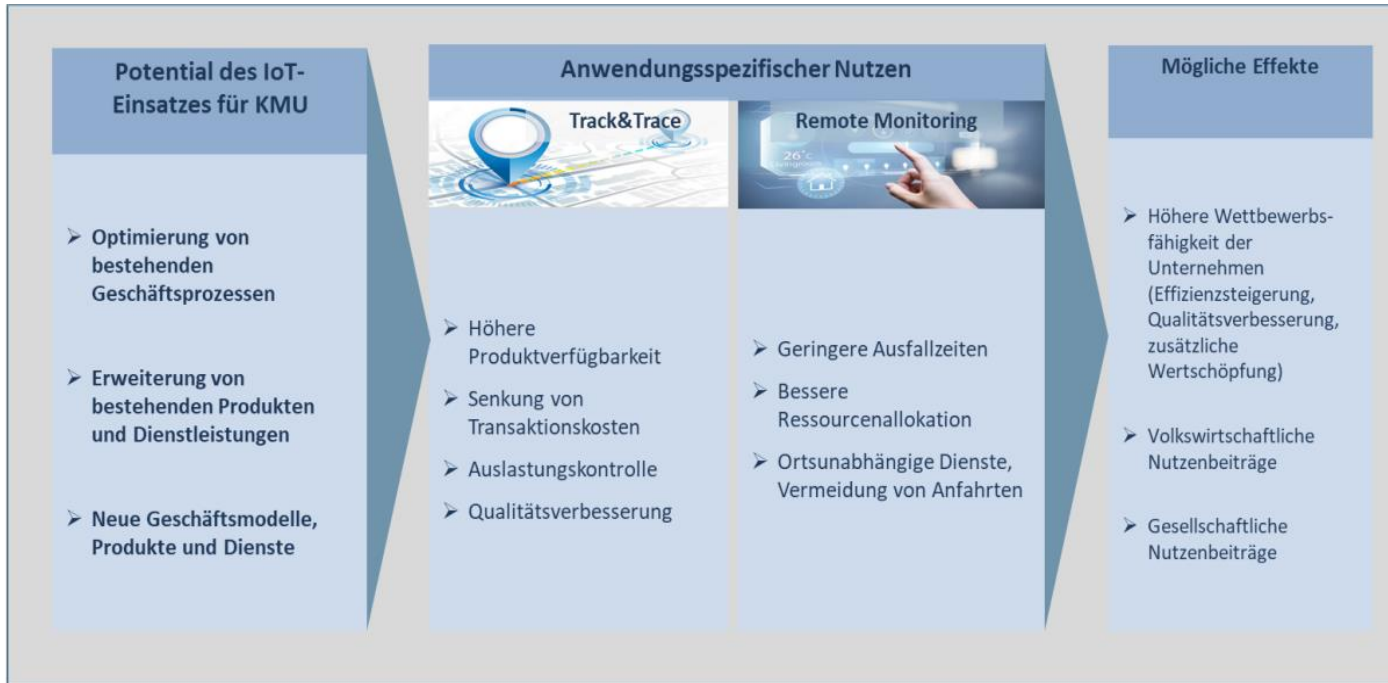 Potential des IoT-
Einsatzes für KMU
➢ Optimierung von
bestehenden
Geschäftsprozessen
➢ Erweiterung von
bestehenden Produkten
und Dienstleistungen
➢ Neue Geschäftsmodelle,
Produkte und Dienste
Anwendungsspezifischer Nutzen
Track&Trace
➢ Höhere
Produktverfügbarkeit
➢ Senkung von
Transaktionskosten
➢ Auslastungskontrolle
➢ Qualitätsverbesserung
Remote Monitoring
26°c
➢ Geringere Ausfallzeiten
➢ Bessere
Ressourcenallokation
➢ Ortsunabhängige Dienste,
Vermeidung von Anfahrten
Mögliche Effekte
➢ Höhere Wettbewerbs-
fähigkeit der
Unternehmen
(Effizienzsteigerung,
Qualitätsverbesserung,
zusätzliche
Wertschöpfung)
➢ Volkswirtschaftliche
Nutzenbeiträge
➢ Gesellschaftliche
Nutzenbeiträge